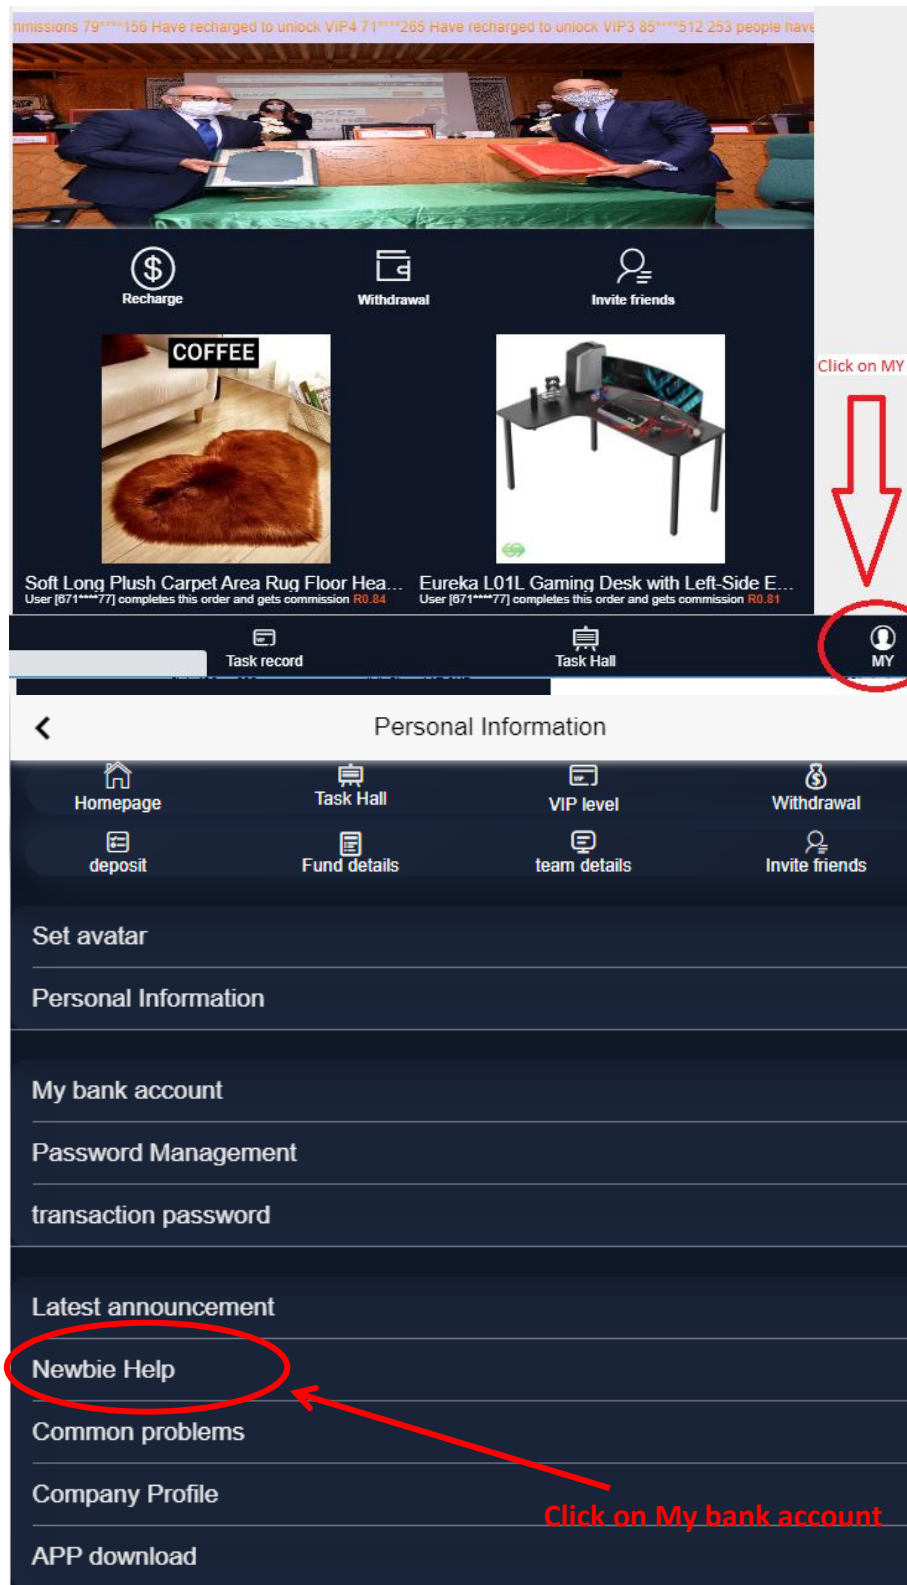 mmissions 79****156 Have recharged to unlock VIP4 71****265 Have recharged to unlock VIP3 85****512 253 people have
Recharge
Withdrawal
Invite friends
COFFEE
Click on MY
Soft Long Plush Carpet Area Rug Floor Hea...
User [671****77] completes this order and gets commission R0.84
Eureka L01L Gaming Desk with Left-Side E...
User [671****77] completes this order and gets commission R0.81
Task record
Task Hall
MY
Personal Information
Homepage
Task Hall
VIP level
Withdrawal
deposit
Fund details
team details
Invite friends
Set avatar
Personal Information
My bank account
Password Management
transaction password
Latest announcement
Newbie Help
Common problems
Company Profile
Click on My bank account
APP download